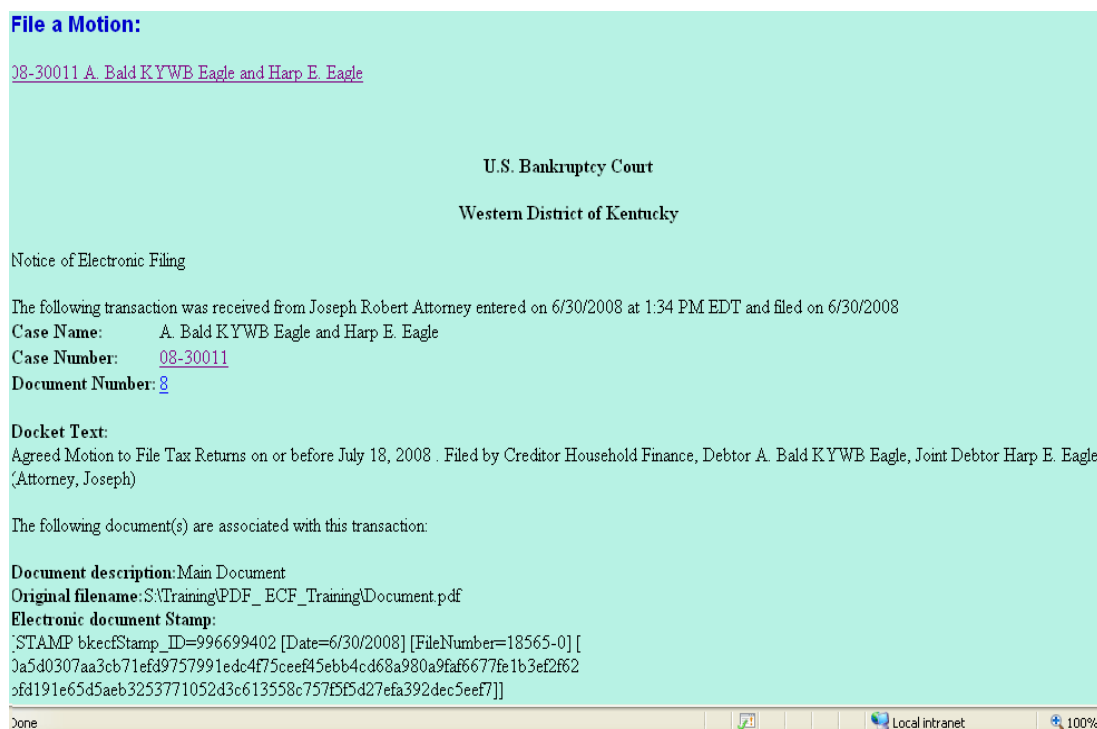 File a Motion:
08-30011 A. Bald KYWB Eagle and Harp E. Eagle
U.S. Bankruptcy Court
Western District of Kentucky
Notice of Electronic Filing
The following transaction was received from Joseph Robert Attorney entered on 6/30/2008 at 1:34 PM EDT and filed on 6/30/2008
Case Name: A. Bald KYWB Eagle and Harp E. Eagle
Case Number: 08-30011
Document Number: 8
Docket Text:
Agreed Motion to File Tax Returns on or before July 18, 2008 . Filed by Creditor Household Finance, Debtor A. Bald KYWB Eagle, Joint Debtor Harp E. Eagle
(Attorney, Joseph)
The following document(s) are associated with this transaction:
Document description:Main Document
Original filename:S:\Training\PDF_ ECF_Training\Document.pdf
Electronic document Stamp:
[STAMP bkecfStamp_ID=996699402 [Date=6/30/2008] [FileNumber=18565-0] [
0a5d0307aa3cb71efd9757991edc4f75ceef45ebb4cd68a980a9faf6677fe1b3ef2f62
bfd191e65d5aeb3253771052d3c613558c757f5f5d27efa392dec5eef7]]
Done Local intranet 100%